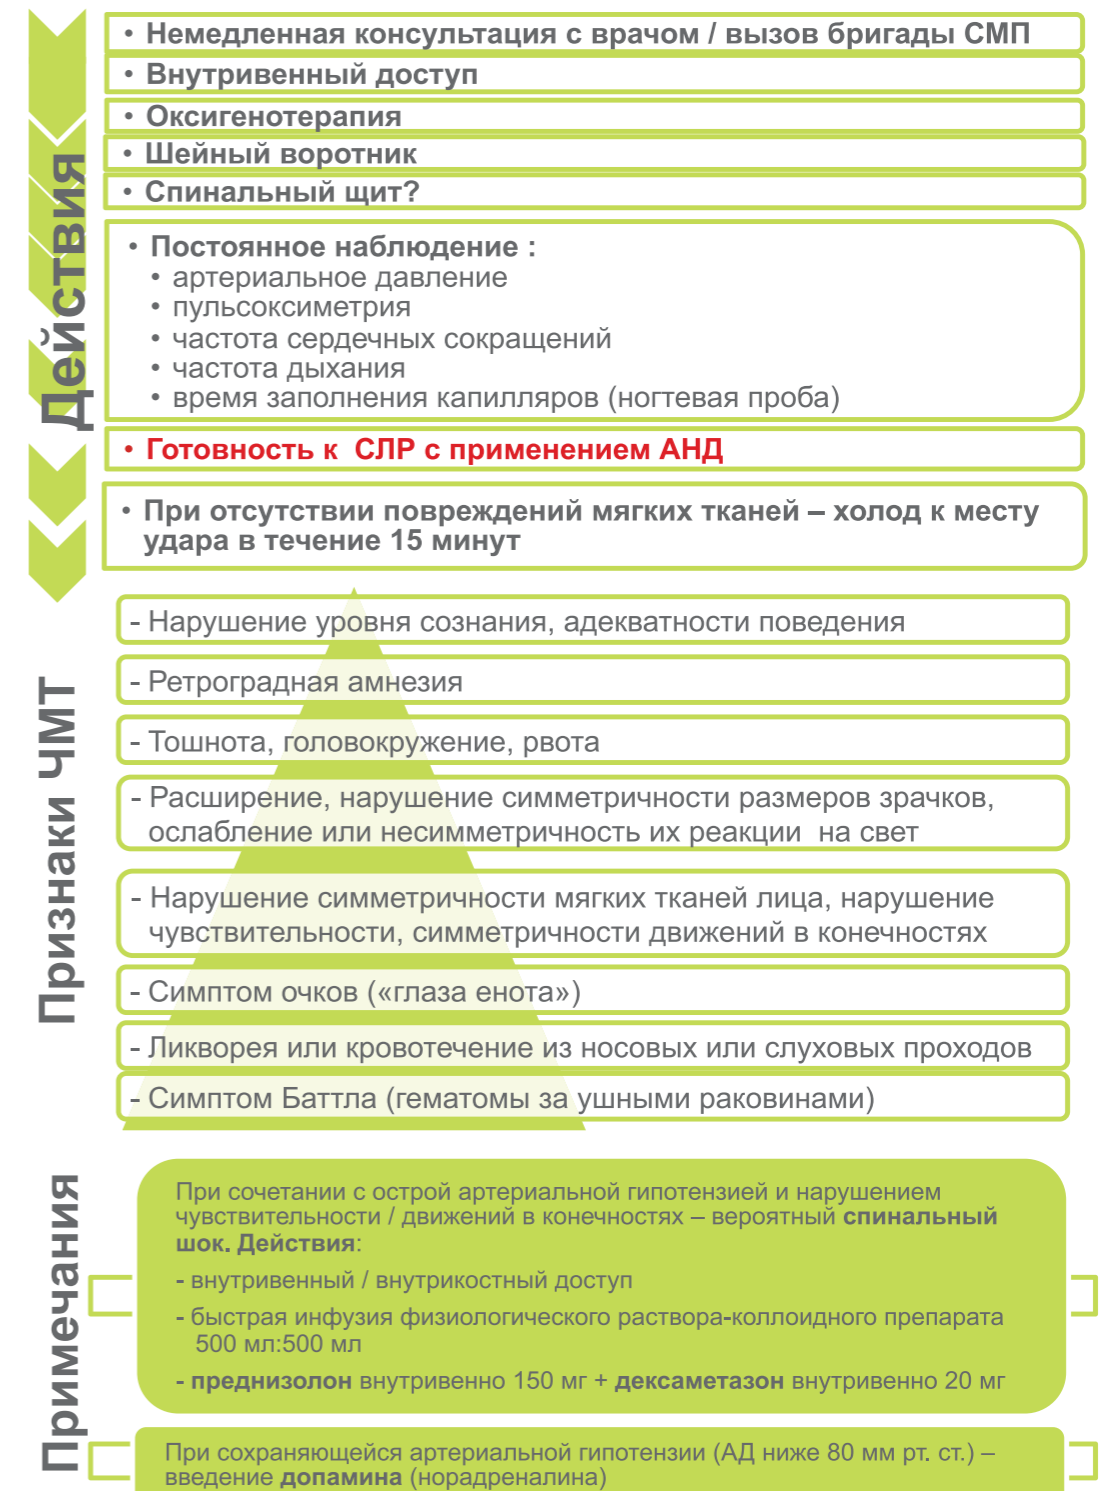 Действия
• Немедленная консультация с врачом / вызов бригады СМП
• Внутривенный доступ
• Оксигенотерапия
• Шейный воротник
• Спинальный щит?
• Постоянное наблюдение :
• артериальное давление
• пульсоксиметрия
• частота сердечных сокращений
• частота дыхания
• время заполнения капилляров (ногтевая проба)
• Готовность к СЛР с применением АНД
• При отсутствии повреждений мягких тканей – холод к месту
удара в течение 15 минут
Признаки ЧМТ
- Нарушение уровня сознания, адекватности поведения
- Ретроградная амнезия
- Тошнота, головокружение, рвота
- Расширение, нарушение симметричности размеров зрачков,
ослабление или несимметричность их реакции на свет
- Нарушение симметричности мягких тканей лица, нарушение
чувствительности, симметричности движений в конечностях
- Симптом очков («глаза енота»)
- Ликворея или кровотечение из носовых или слуховых проходов
- Симптом Баттла (гематомы за ушными раковинами)
Примечания
При сочетании с острой артериальной гипотензией и нарушением
чувствительности / движений в конечностях – вероятный спинальный
шок. Действия:
- внутривенный / внутрикостный доступ
- быстрая инфузия физиологического раствора-коллоидного препарата
500 мл:500 мл
- преднизолон внутривенно 150 мг + дексаметазон внутривенно 20 мг
При сохраняющейся артериальной гипотензии (АД ниже 80 мм рт. ст.) –
введение допамина (норадреналина)